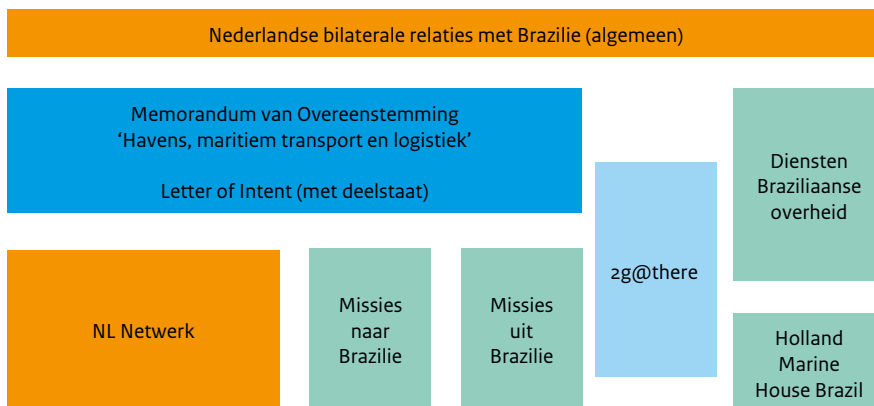 Nederlandse bilaterale relaties met Brazilie (algemeen)
Memorandum van Overeenstemming
‘Havens, maritiem transport en logistiek’
Letter of Intent (met deelstaat)
Diensten
Braziliaanse
overheid
2g@there
NL Netwerk
Missies
naar
Brazilie
Missies
uit
Brazilie
Holland
Marine
House Brazil